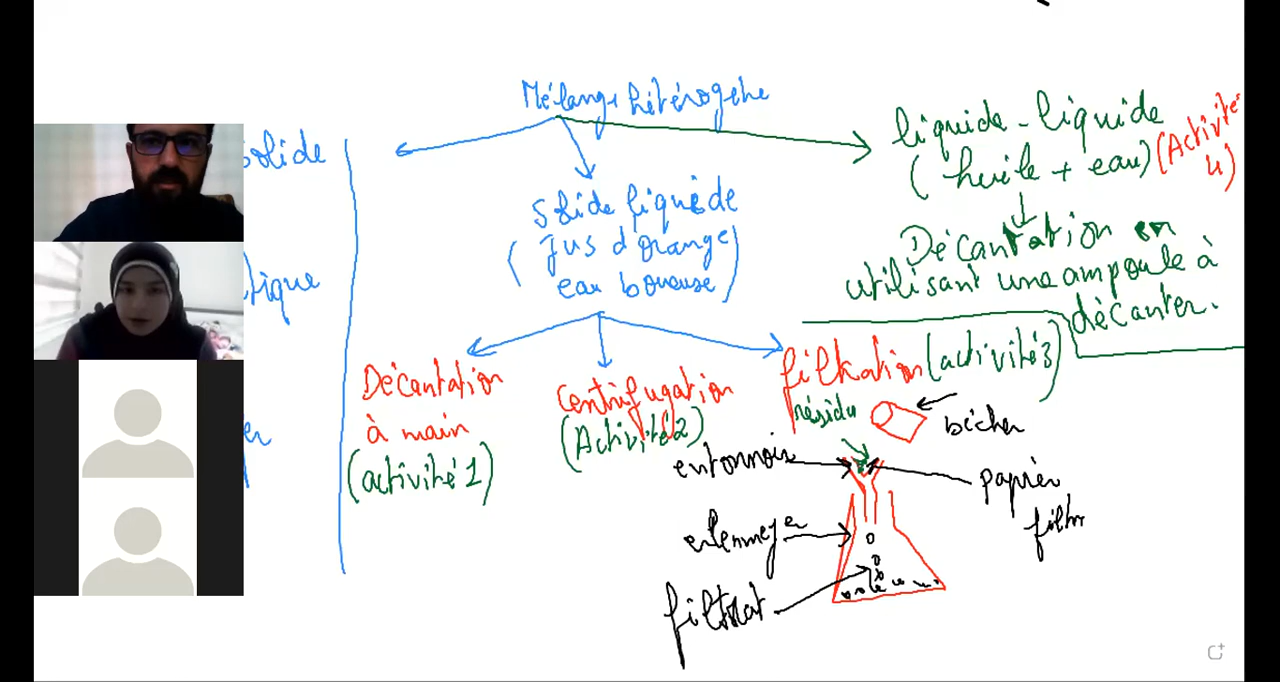 Mélange hétérogène
solide
tique
er
solide liquide
( jus d'orange
eau boueuse )
liquide - liquide
( huile + eau)
(Activité
4)
Décantation en
utilisant une ampoule à
décanter.
Décantation
à main
(activité 1)
Centrifugation
(Activité 2)
filtration (activité 3)
résidu
bécher
entonnoir
papier
filtre
erlenmeyer
filtrat